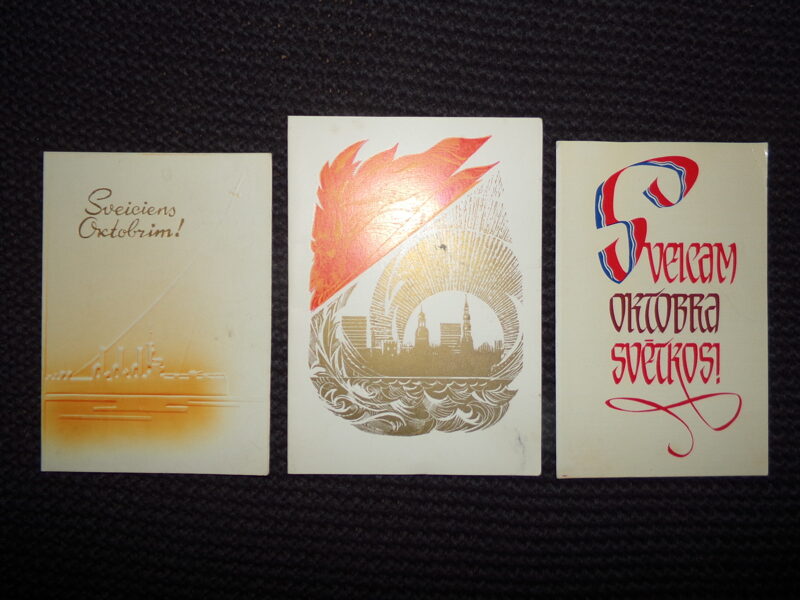 Sveiciens
Oktobrim!
Sveicam
oktobra
svētkos!